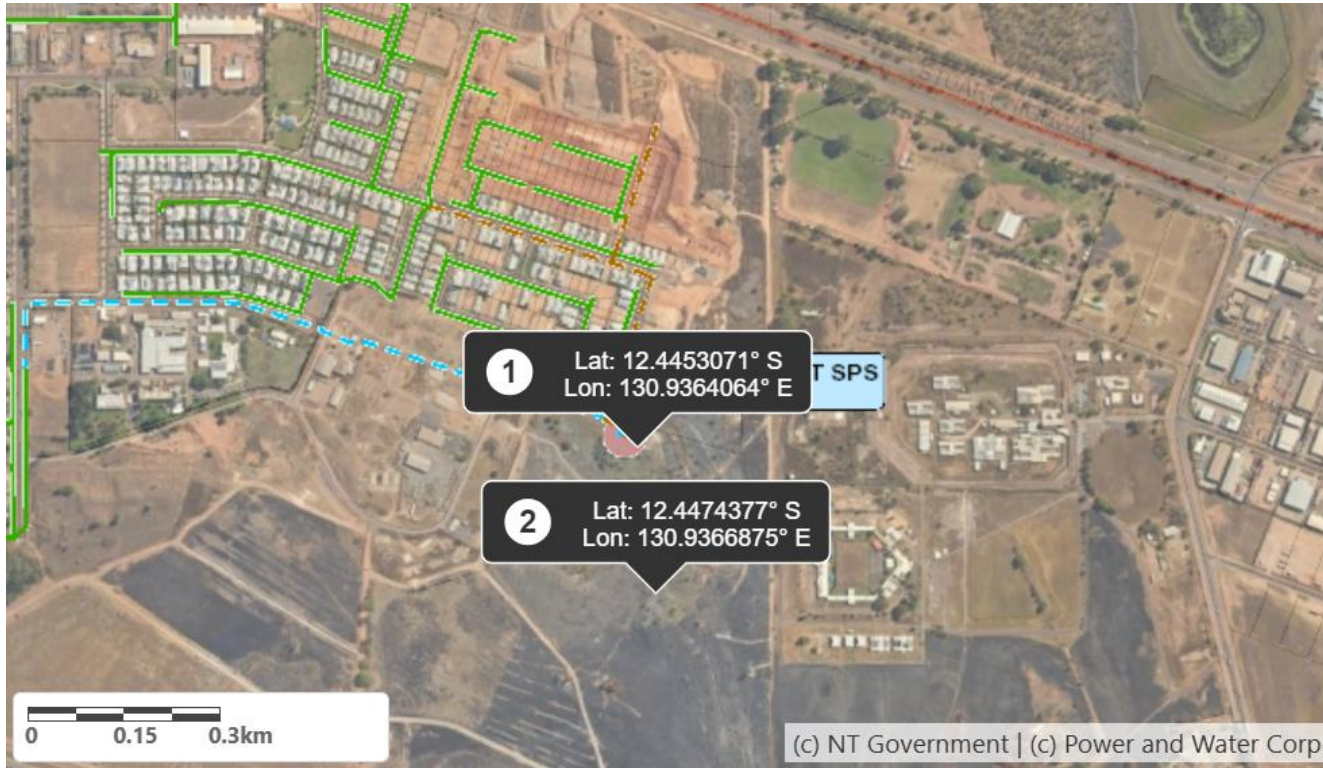 1
Lat: 12.4453071° S
Lon: 130.9364064° E
T SPS
2
Lat: 12.4474377° S
Lon: 130.9366875° E
0 0.15 0.3km
(c) NT Government | (c) Power and Water Corp